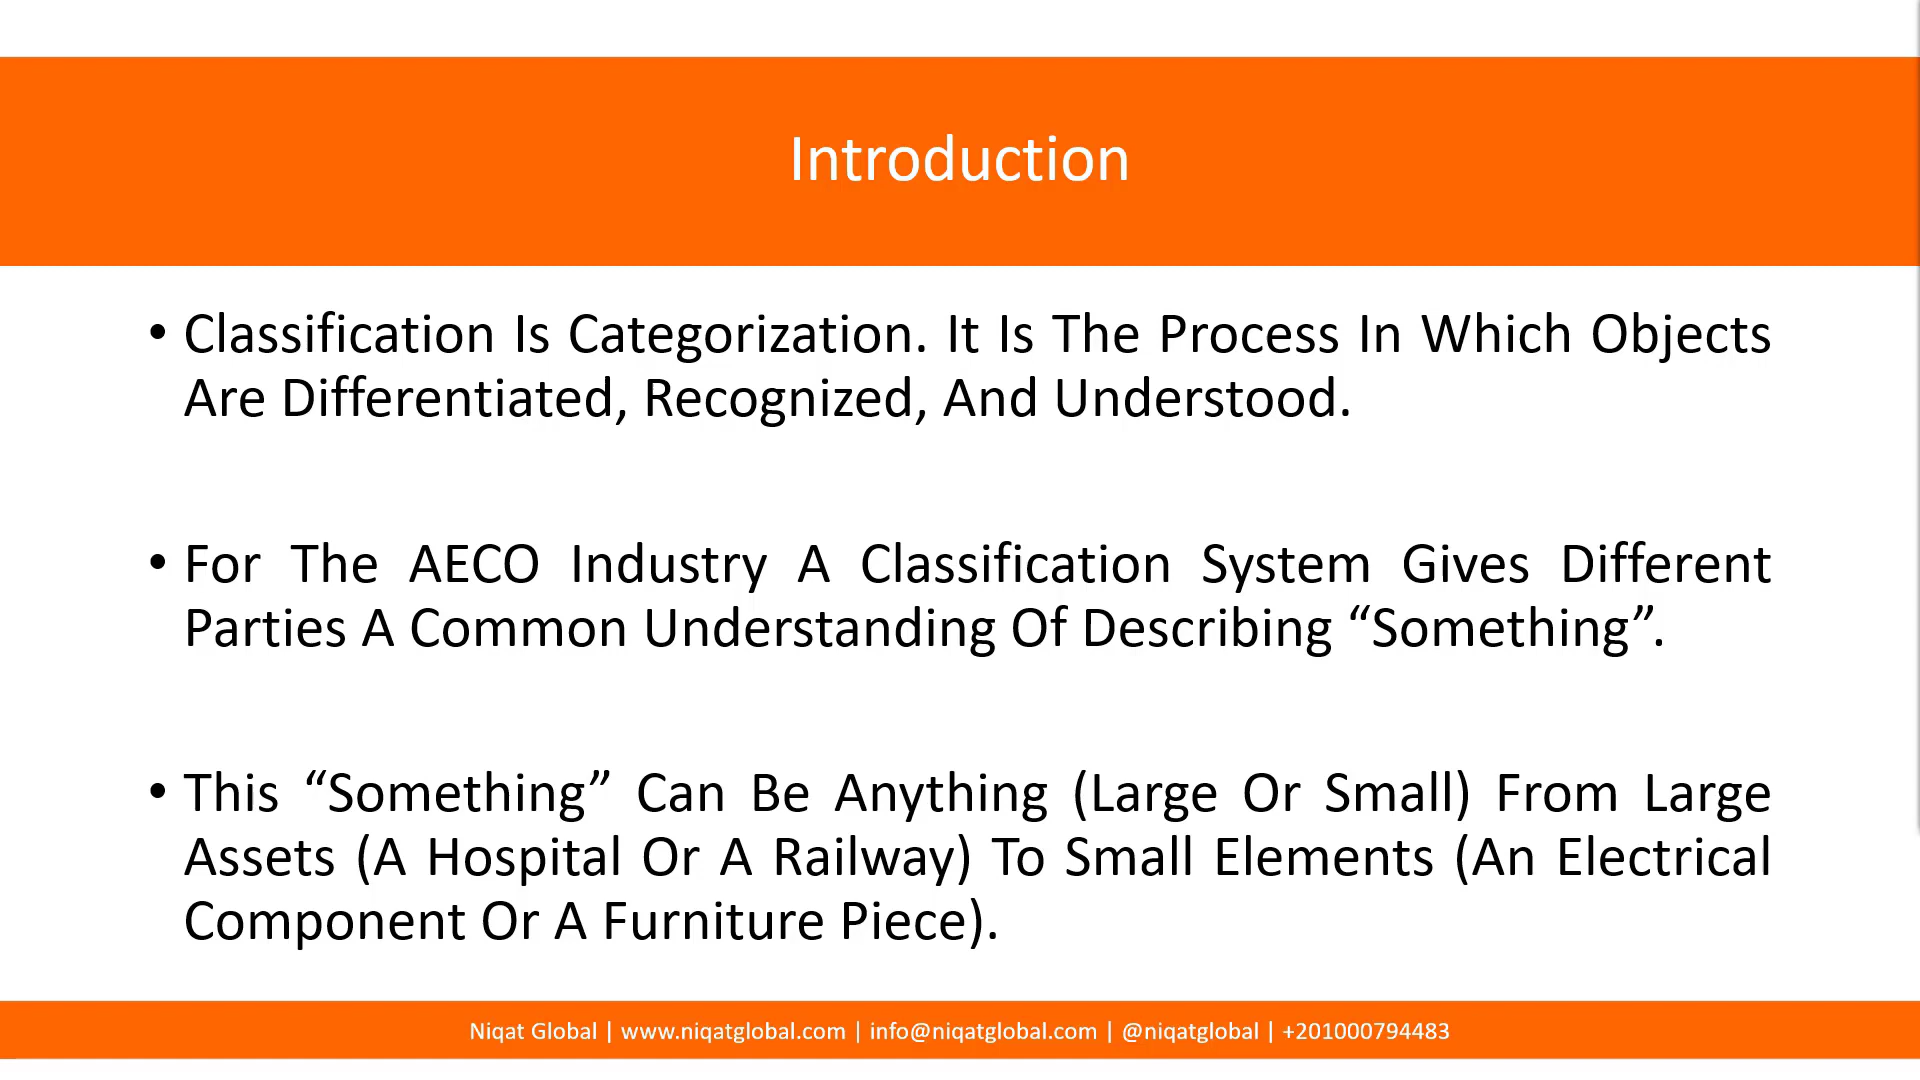 Introduction
• Classification Is Categorization. It Is The Process In Which Objects
Are Differentiated, Recognized, And Understood.
• For The AECO Industry A Classification System Gives Different
Parties A Common Understanding Of Describing “Something”.
• This “Something” Can Be Anything (Large Or Small) From Large
Assets (A Hospital Or A Railway) To Small Elements (An Electrical
Component Or A Furniture Piece).
Niqat Global | www.niqatglobal.com | info@niqatglobal.com | @niqatglobal | +201000794483